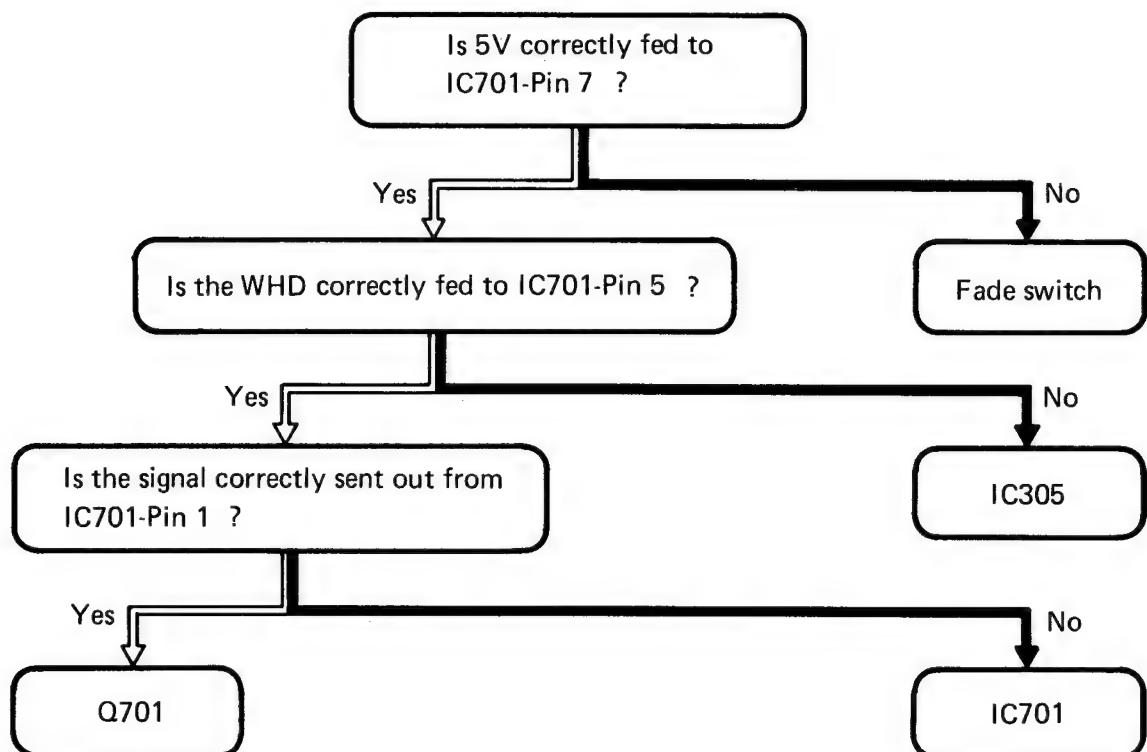 Is 5V correctly fed to
IC701-Pin 7 ?
Yes
No
Is the WHD correctly fed to IC701-Pin 5 ?
Fade switch
Yes
No
Is the signal correctly sent out from
IC701-Pin 1 ?
IC305
Yes
No
Q701
IC701